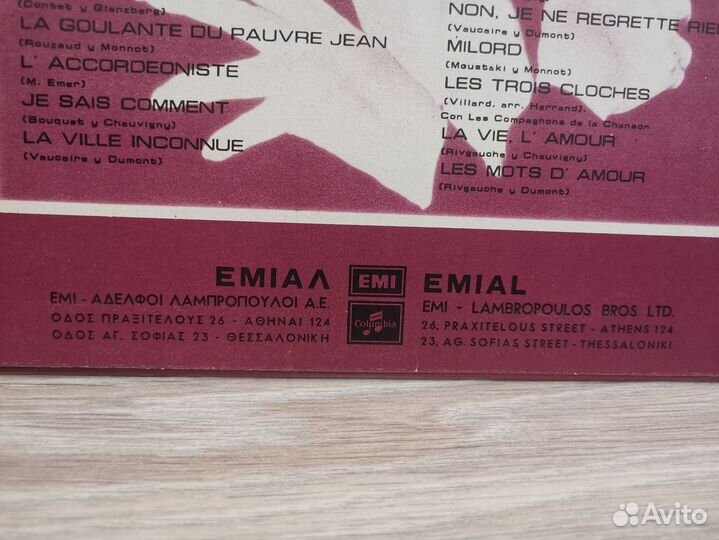 (Contet y Glanzberg)
LA GOULANTE DU PAUVRE JEAN
(Rouzaud y Monnot)
L' ACCORDEONISTE
(M. Emer)
JE SAIS COMMENT
(Bouquet y Chauvigny)
LA VILLE INCONNUE
(Vaucaire y Dumont)
NON, JE NE REGRETTE RIEN
(Vaucaire y Dumont)
MILORD
(Moustaki y Monnot)
LES TROIS CLOCHES
(Villard, arr. Herrand).
Con Les Compagnons de la Chanson
LA VIE, L' AMOUR
(Rivgauche y Chauvigny)
LES MOTS D' AMOUR
(Rivgauche y Dumont)
ΕΜΙΑΛ
ΕΜΙ - ΑΔΕΛΦΟΙ ΛΑΜΠΡΟΠΟΥΛΟΙ Α.Ε.
ΟΔΟΣ ΠΡΑΞΙΤΕΛΟΥΣ 26 - ΑΘΗΝΑΙ 124
ΟΔΟΣ ΑΓ. ΣΟΦΙΑΣ 23 - ΘΕΣΣΑΛΟΝΙΚΗ
EMI
Columbia
EMIAL
EMI - LAMBROPOULOS BROS LTD.
26, PRAXITELOUS STREET - ATHENS 124
23, AG. SOFIAS STREET - THESSALONIKI
Avito